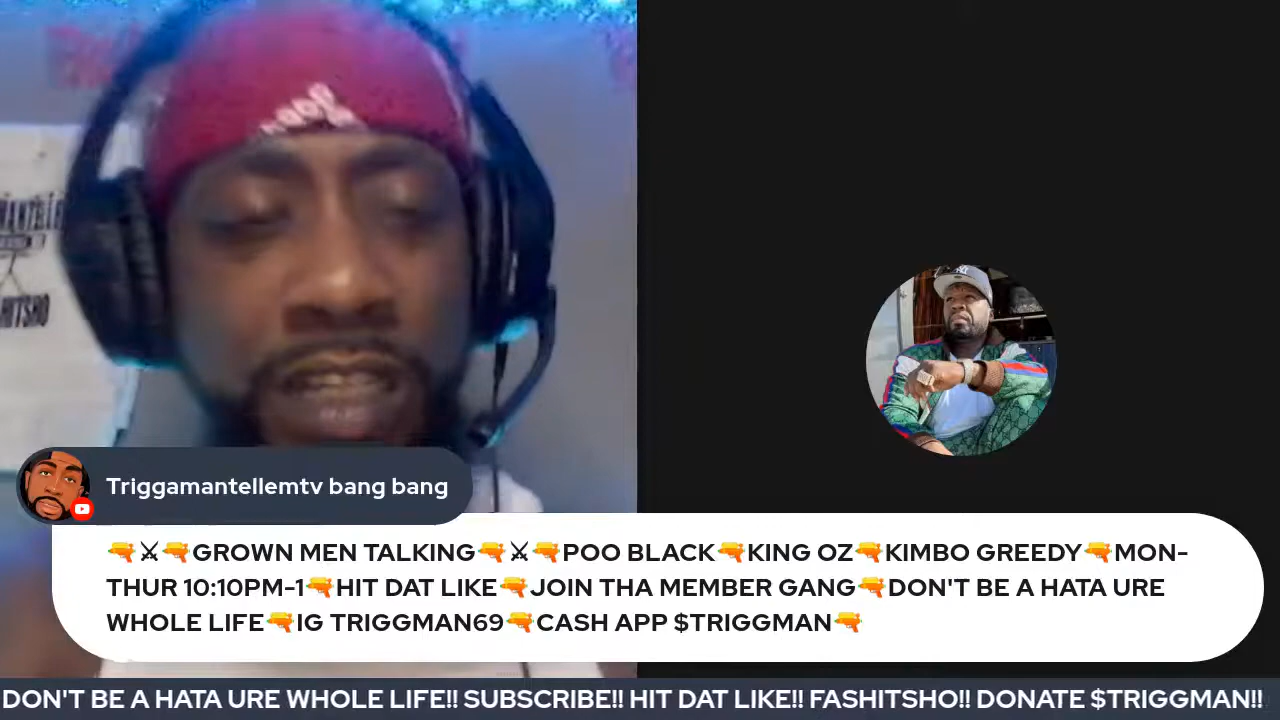 Triggamantellemtv bang bang
🔫⚔🔫GROWN MEN TALKING🔫⚔🔫POO BLACK🔫KING OZ🔫KIMBO GREEDY🔫MON-
THUR 10:10PM-1🔫HIT DAT LIKE🔫JOIN THA MEMBER GANG🔫DON'T BE A HATA URE
WHOLE LIFE🔫IG TRIGGMAN69🔫CASH APP $TRIGGMAN🔫
DON'T BE A HATA URE WHOLE LIFE!! SUBSCRIBE!! HIT DAT LIKE!! FASHITSHO!! DONATE $TRIGGMAN!!